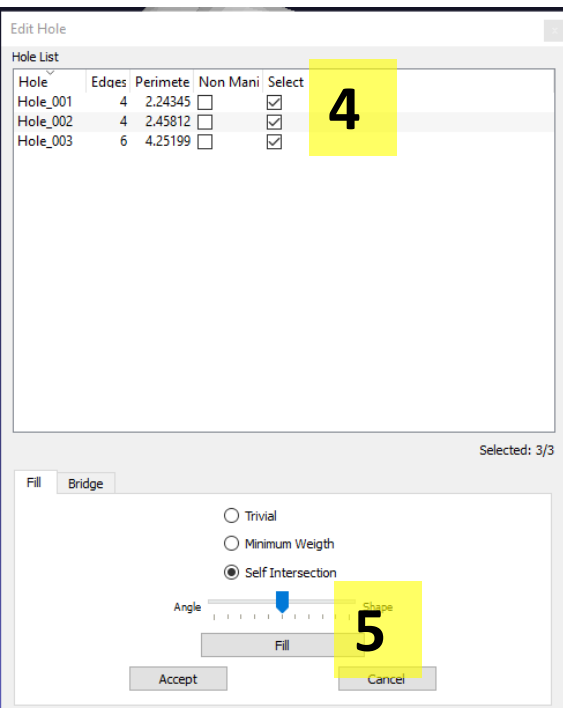 Edit Hole x
Hole List
Hole Edges Perimete Non Mani Select
Hole_001 4 2.24345
Hole_002 4 2.45812
Hole_003 6 4.25199
4
Selected: 3/3
Fill Bridge
Trivial
Minimum Weigth
Self Intersection
Angle Shape
Fill
5
Accept Cancel